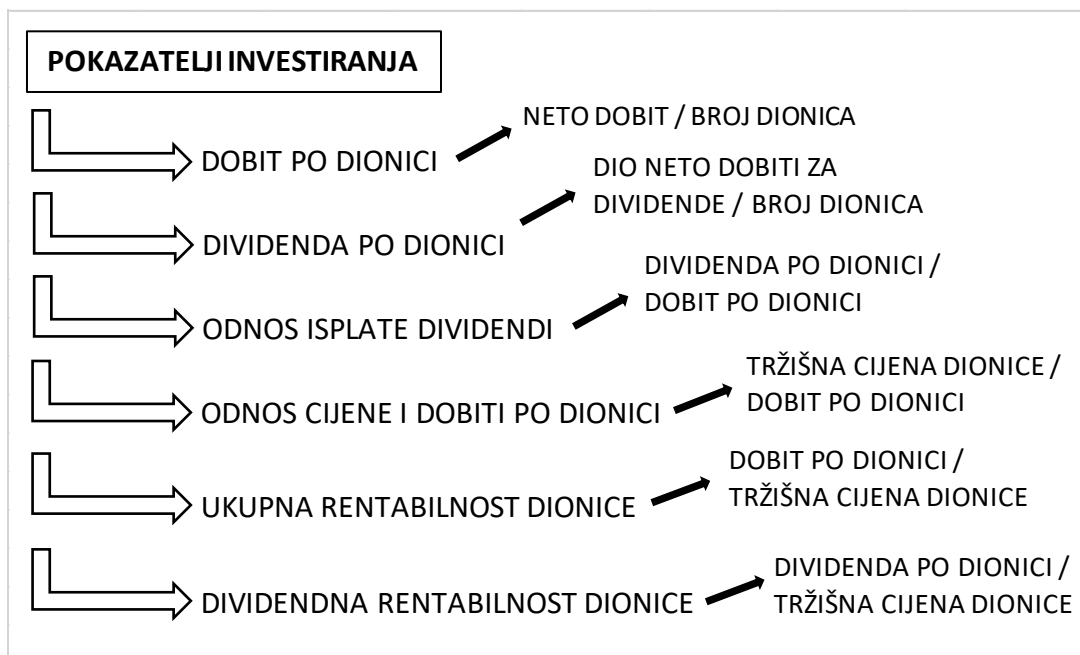 POKAZATELJI INVESTIRANJA
NETO DOBIT / BROJ DIONICA
DOBIT PO DIONICI
DIO NETO DOBITI ZA
DIVIDENDE / BROJ DIONICA
DIVIDENDA PO DIONICI
DIVIDENDA PO DIONICI /
DOBIT PO DIONICI
ODNOS ISPLATE DIVIDENDI
TRŽIŠNA CIJENA DIONICE /
DOBIT PO DIONICI
ODNOS CIJENE I DOBITI PO DIONICI
DOBIT PO DIONICI /
TRŽIŠNA CIJENA DIONICE
UKUPNA RENTABILNOST DIONICE
DIVIDENDA PO DIONICI /
TRŽIŠNA CIJENA DIONICE
DIVIDENDNA RENTABILNOST DIONICE